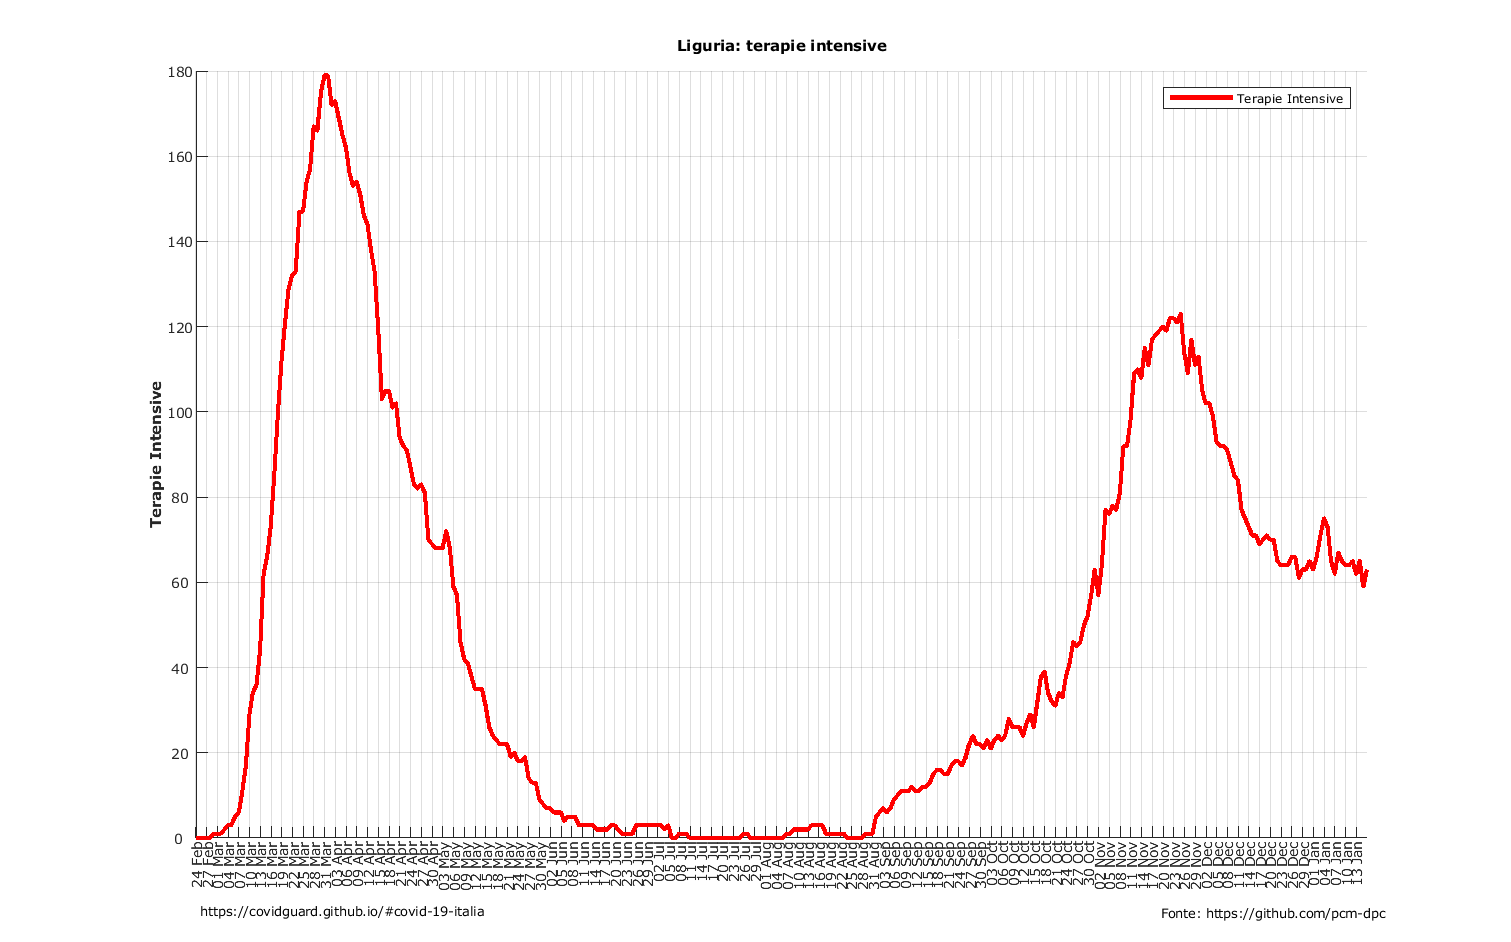 Liguria: terapie intensive
Terapie Intensive
Terapie Intensive
180
160
140
120
100
80
60
40
20
0
24 Feb
27 Feb
01 Mar
04 Mar
07 Mar
10 Mar
13 Mar
16 Mar
19 Mar
22 Mar
25 Mar
28 Mar
31 Mar
03 Apr
06 Apr
09 Apr
12 Apr
15 Apr
18 Apr
21 Apr
24 Apr
27 Apr
30 Apr
03 May
06 May
09 May
12 May
15 May
18 May
21 May
24 May
27 May
30 May
02 Jun
05 Jun
08 Jun
11 Jun
14 Jun
17 Jun
20 Jun
23 Jun
26 Jun
29 Jun
02 Jul
05 Jul
08 Jul
11 Jul
14 Jul
17 Jul
20 Jul
23 Jul
26 Jul
29 Jul
01 Aug
04 Aug
07 Aug
10 Aug
13 Aug
16 Aug
19 Aug
22 Aug
25 Aug
28 Aug
31 Aug
03 Sep
06 Sep
09 Sep
12 Sep
15 Sep
18 Sep
21 Sep
24 Sep
27 Sep
30 Sep
03 Oct
06 Oct
09 Oct
12 Oct
15 Oct
18 Oct
21 Oct
24 Oct
27 Oct
30 Oct
02 Nov
05 Nov
08 Nov
11 Nov
14 Nov
17 Nov
20 Nov
23 Nov
26 Nov
29 Nov
02 Dec
05 Dec
08 Dec
11 Dec
14 Dec
17 Dec
20 Dec
23 Dec
26 Dec
29 Dec
01 Jan
04 Jan
07 Jan
10 Jan
13 Jan
https://covidguard.github.io/#covid-19-italia
Fonte: https://github.com/pcm-dpc